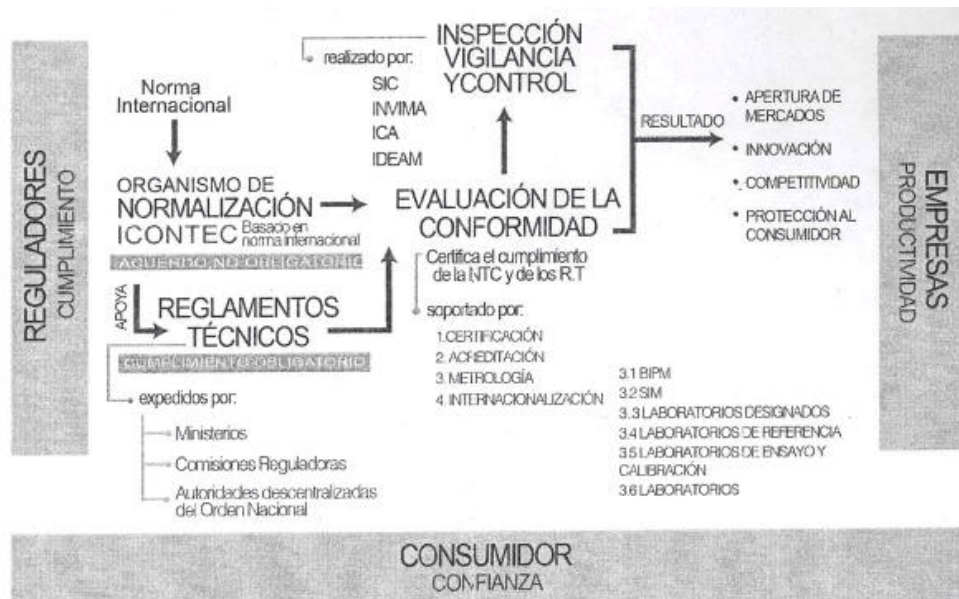 REGULADORES
CUMPLIMIENTO
Norma
Internacional
ORGANISMO DE
NORMALIZACIÓN
ICONTEC Basado en
norma internacional
ACUERDO NO OBLIGATORIO
APOYA
REGLAMENTOS
TÉCNICOS
CUMPLIMIENTO OBLIGATORIO
expedidos por:
Ministerios
Comisiones Reguladoras
Autoridades descentralizadas
del Orden Nacional
INSPECCIÓN
VIGILANCIA
YCONTROL
realizado por:
SIC
INVIMA
ICA
IDEAM
EVALUACIÓN DE LA
CONFORMIDAD
Certifica el cumplimiento
de la NTC y de los R.T
soportado por:
1.CERTIFICACIÓN
2. ACREDITACIÓN
3. METROLOGÍA
4. INTERNACIONALIZACIÓN
3.1 BIPM
3.2 SIM
3.3 LABORATORIOS DESIGNADOS
3.4 LABORATORIOS DE REFERENCIA
3.5 LABORATORIOS DE ENSAYO Y
CALIBRACIÓN
3.6 LABORATORIOS
RESULTADO
• APERTURA DE
MERCADOS
• INNOVACIÓN
• COMPETITIVIDAD
• PROTECCIÓN AL
CONSUMIDOR
EMPRESAS
PRODUCTIVIDAD
CONSUMIDOR
CONFIANZA